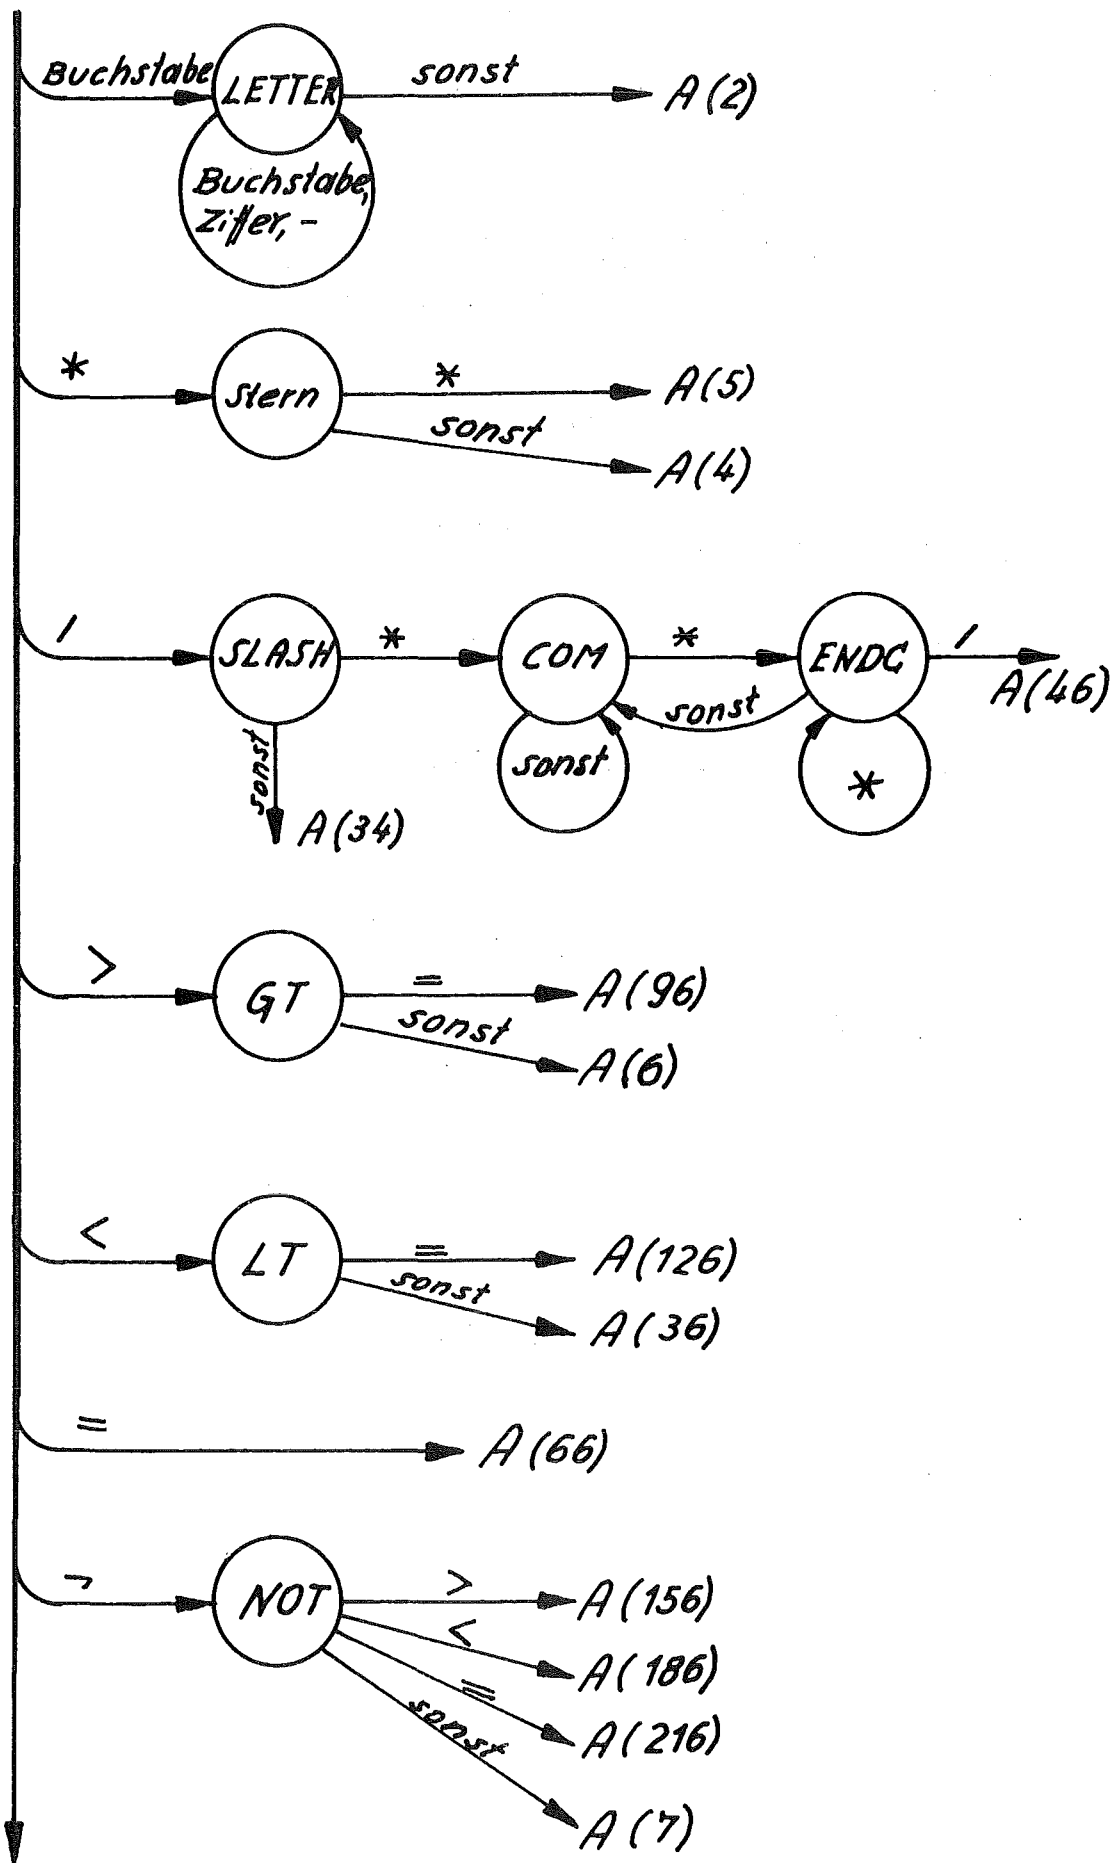 Buchstabe LETTER sonst A(2)
Buchstabe,
Ziffer, -
* Stern * A(5)
sonst A(4)
/ SLASH * COM * ENDC / A(46)
sonst
sonst
*
sonst A(34)
> GT = A(96)
sonst A(6)
< LT = A(126)
sonst A(36)
= A(66)
¬ NOT > A(156)
< A(186)
= A(216)
sonst A(7)